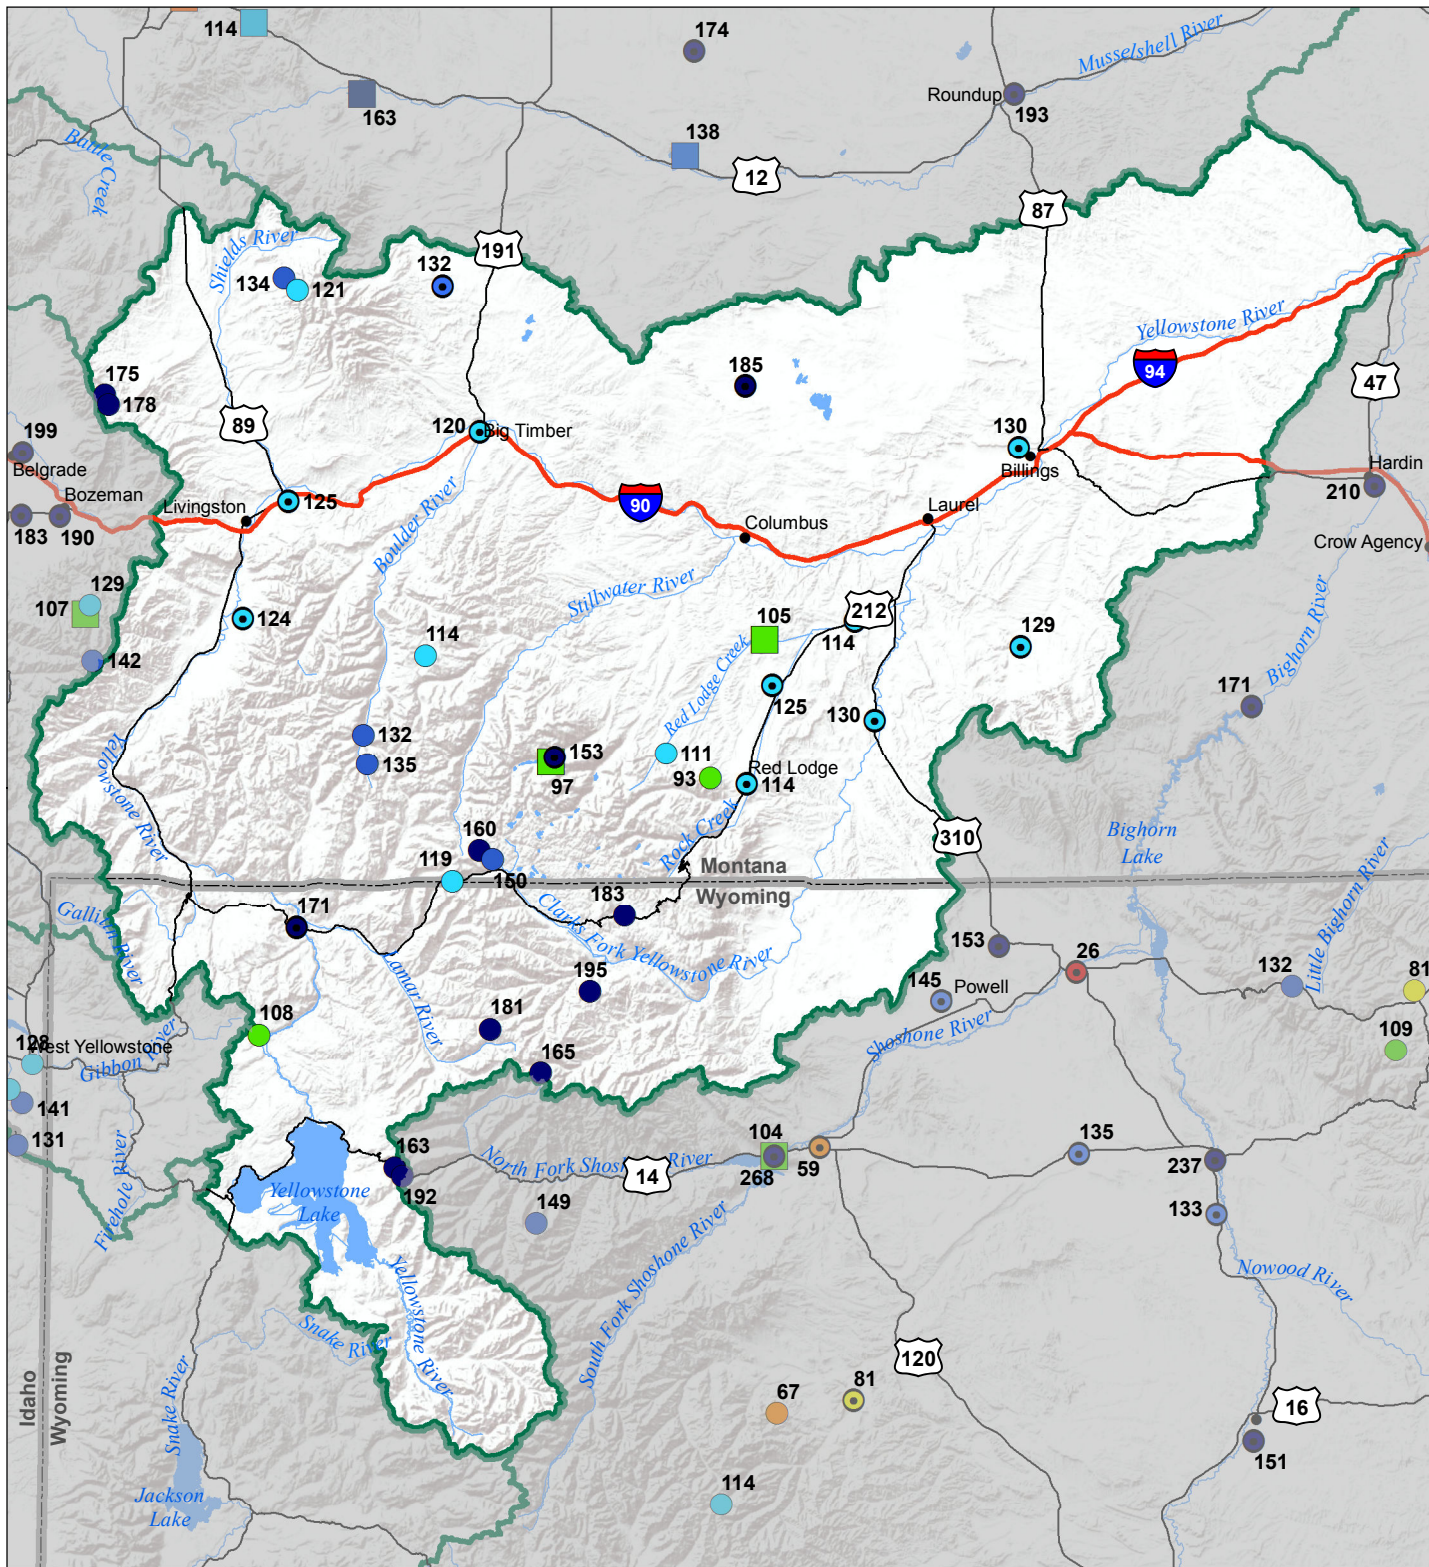 114
174
Musselshell River
Roundup
193
163
138
12
Battle
Creek
87
191
Shields River
134
121
132
Yellowstone River
94
47
175
178
185
89
120
Big Timber
130
Billings
199
Belgrade
Bozeman
183
190
Livingston
125
90
Columbus
Laurel
Hardin
210
Crow Agency
Boulder River
Stillwater River
129
107
142
124
114
105
212
114
129
Red Lodge Creek
125
130
Bighorn River
171
132
135
153
97
111
93
Red Lodge
114
Yellowstone River
Rock Creek
310
Bighorn
Lake
Little Bighorn River
160
119
150
Montana
Wyoming
183
Gallatin River
171
Clarks Fork Yellowstone River
Lamar River
195
181
165
108
153
26
145
Powell
132
81
109
Shoshone River
128
West Yellowstone
Gibbon River
141
131
Firehole River
163
192
Yellowstone
Lake
North Fork Shoshone River
14
104
268
59
135
237
133
149
South Fork Shoshone River
Yellowstone River
Nowood River
Snake River
Snake River
Idaho
Wyoming
120
67
81
16
151
114
Jackson
Lake